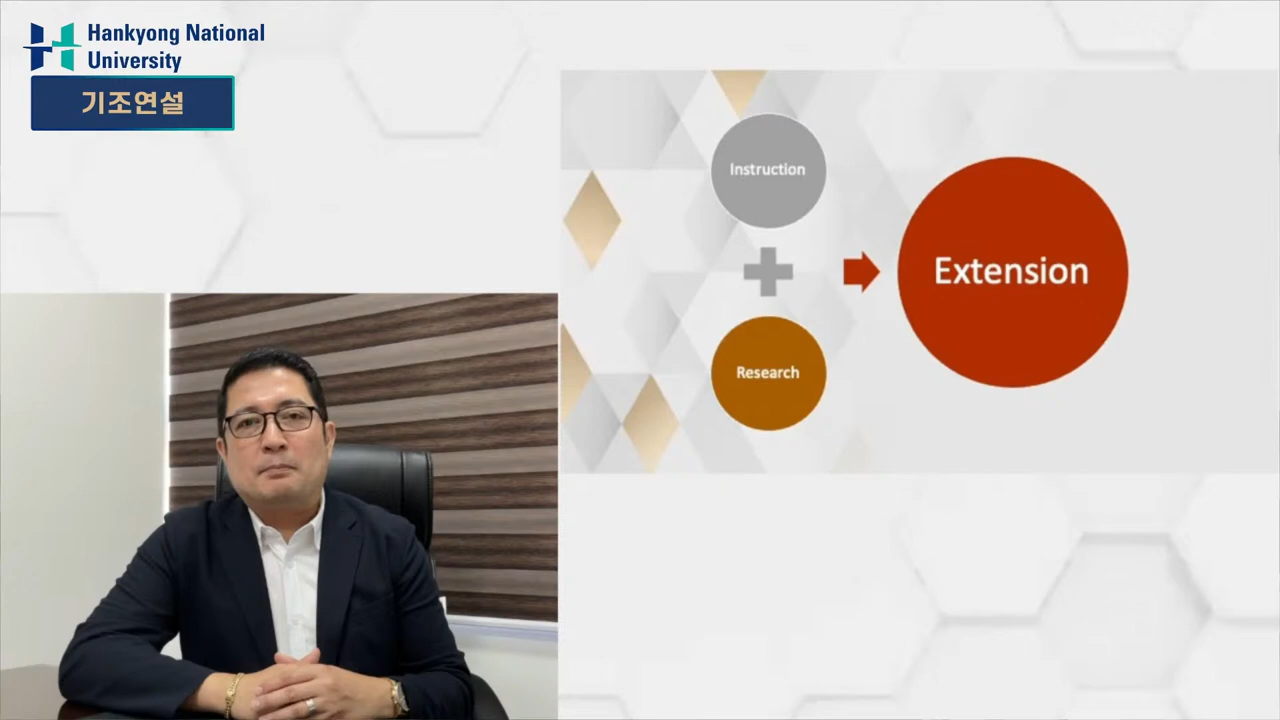 Hankyong National
University
기조연설
Instruction
Extension
Research